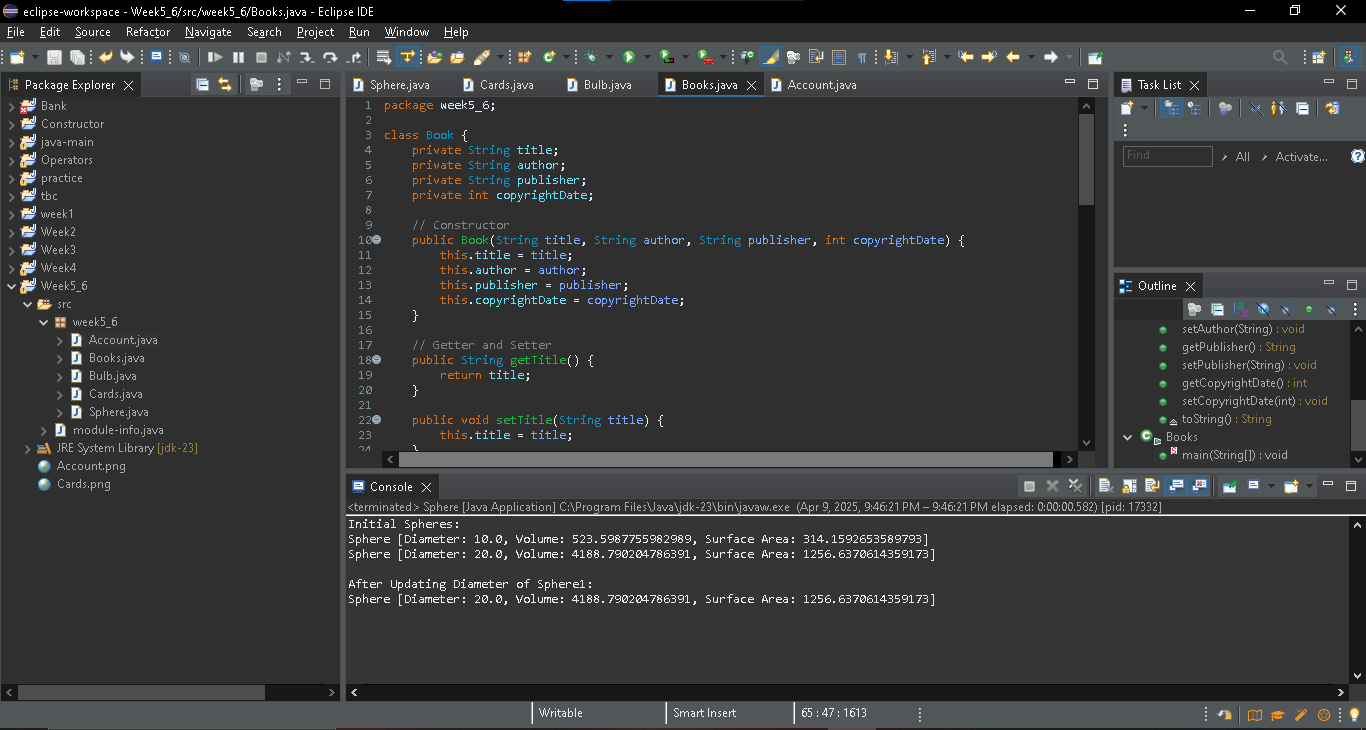 eclipse-workspace - Week5_6/src/week5_6/Books.java - Eclipse IDE
File Edit Source Refactor Navigate Search Project Run Window Help
Package Explorer
Bank
Constructor
java-main
Operators
practice
tbc
week1
Week2
Week3
Week4
Week5_6
src
week5_6
Account.java
Books.java
Bulb.java
Cards.java
Sphere.java
module-info.java
JRE System Library [jdk-23]
Account.png
Cards.png
Sphere.java Cards.java Bulb.java Books.java Account.java
1 package week5_6;
2
3 class Book {
4 private String title;
5 private String author;
6 private String publisher;
7 private int copyrightDate;
8
9 // Constructor
10 public Book(String title, String author, String publisher, int copyrightDate) {
11 this.title = title;
12 this.author = author;
13 this.publisher = publisher;
14 this.copyrightDate = copyrightDate;
15 }
16
17 // Getter and Setter
18 public String getTitle() {
19 return title;
20 }
21
22 public void setTitle(String title) {
23 this.title = title;
24 }
Task List
Find All Activate...
Outline
setAuthor(String) : void
getPublisher() : String
setPublisher(String) : void
getCopyrightDate() : int
setCopyrightDate(int) : void
toString() : String
Books
main(String[]) : void
Console
<terminated> Sphere [Java Application] C:\Program Files\Java\jdk-23\bin\javaw.exe (Apr 9, 2025, 9:46:21 PM – 9:46:21 PM elapsed: 0:00:00.582) [pid: 17332]
Initial Spheres:
Sphere [Diameter: 10.0, Volume: 523.5987755982989, Surface Area: 314.1592653589793]
Sphere [Diameter: 20.0, Volume: 4188.790204786391, Surface Area: 1256.6370614359173]
After Updating Diameter of Sphere1:
Sphere [Diameter: 20.0, Volume: 4188.790204786391, Surface Area: 1256.6370614359173]
Writable Smart Insert 65 : 47 : 1613